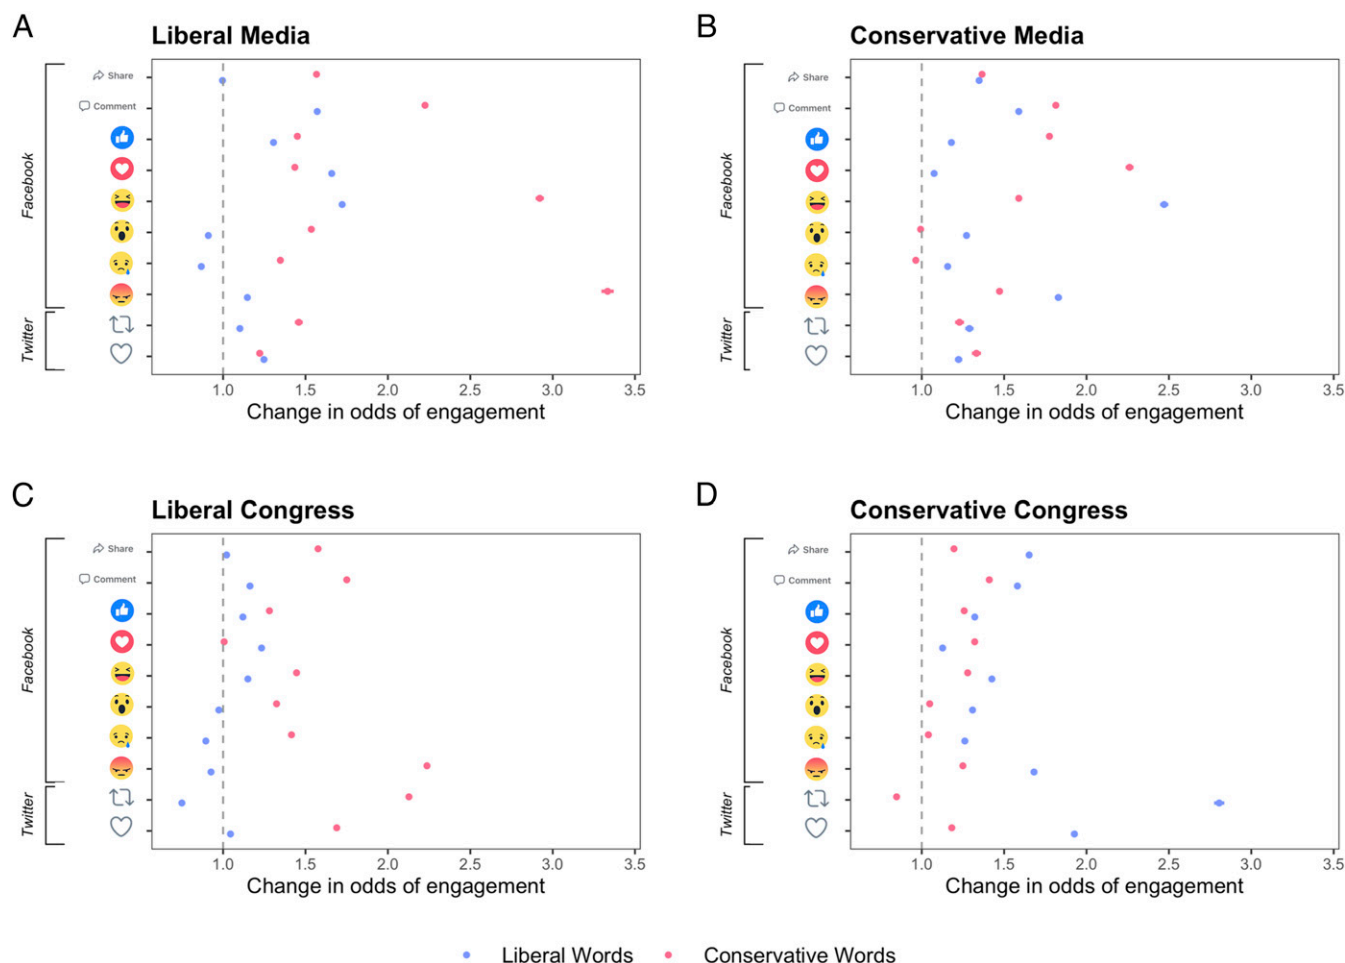 A
Liberal Media
Share
Comment
Facebook
Twitter
1.0 1.5 2.0 2.5 3.0 3.5
Change in odds of engagement
B
Conservative Media
Share
Comment
Facebook
Twitter
1.0 1.5 2.0 2.5 3.0 3.5
Change in odds of engagement
C
Liberal Congress
Share
Comment
Facebook
Twitter
1.0 1.5 2.0 2.5 3.0 3.5
Change in odds of engagement
D
Conservative Congress
Share
Comment
Facebook
Twitter
1.0 1.5 2.0 2.5 3.0 3.5
Change in odds of engagement
Liberal Words Conservative Words